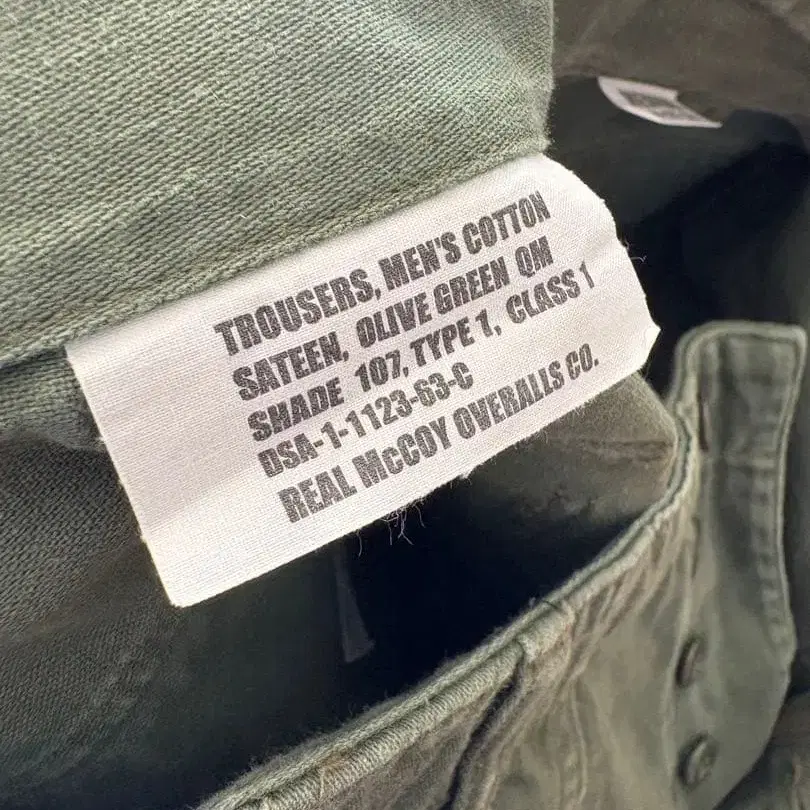 TROUSERS, MEN'S COTTON
SATEEN, OLIVE GREEN QM
SHADE 107, TYPE 1, CLASS 1
DSA-1-1123-63-C
REAL McCOY OVERALLS CO.